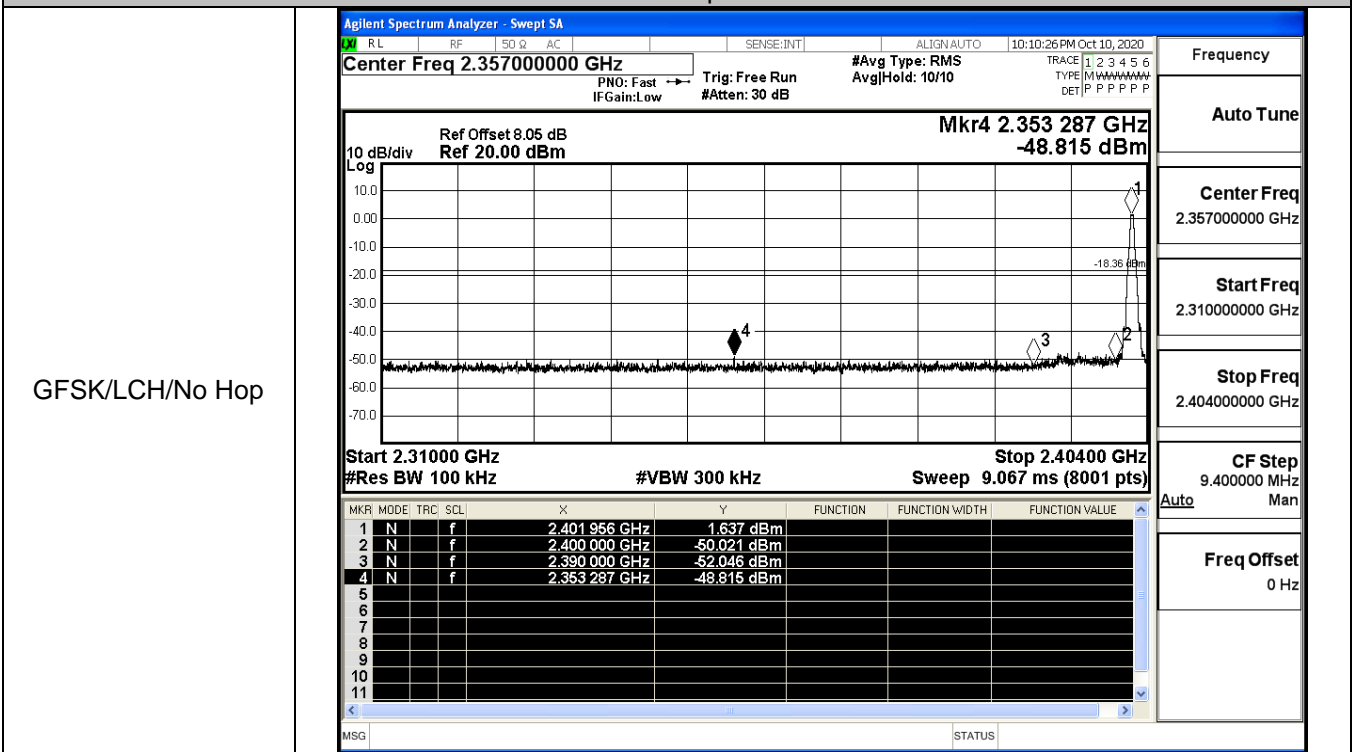 GFSK/LCH/No Hop
Agilent Spectrum Analyzer - Swept SA
LXI RL RF 50 Ω AC SENSE:INT ALIGN AUTO 10:10:26 PM Oct 10, 2020
Center Freq 2.357000000 GHz
PNO: Fast
IFGain:Low
Trig: Free Run
#Atten: 30 dB
#Avg Type: RMS
Avg|Hold: 10/10
TRACE 1 2 3 4 5 6
TYPE MWWWWW
DET P P P P P P
Ref Offset 8.05 dB
10 dB/div Ref 20.00 dBm
Log
Mkr4 2.353 287 GHz
-48.815 dBm
10.0
0.00
-10.0
-20.0
-30.0
-40.0
-50.0
-60.0
-70.0
1
-18.36 dBm
4
3
2
Start 2.31000 GHz Stop 2.40400 GHz
#Res BW 100 kHz #VBW 300 kHz Sweep 9.067 ms (8001 pts)
MKR MODE TRC SCL X Y FUNCTION FUNCTION WIDTH FUNCTION VALUE
1 N f 2.401 956 GHz 1.637 dBm
2 N f 2.400 000 GHz -50.021 dBm
3 N f 2.390 000 GHz -52.046 dBm
4 N f 2.353 287 GHz -48.815 dBm
5
6
7
8
9
10
11
MSG STATUS
Frequency
Auto Tune
Center Freq
2.357000000 GHz
Start Freq
2.310000000 GHz
Stop Freq
2.404000000 GHz
CF Step
9.400000 MHz
Auto Man
Freq Offset
0 Hz